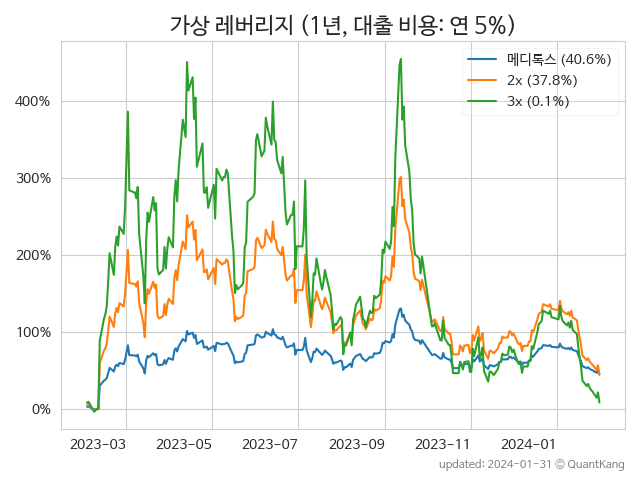 가상 레버리지 (1년, 대출 비용: 연 5%)
메디톡스 (40.6%)
2x (37.8%)
3x (0.1%)
400%
300%
200%
100%
0%
2023-03 2023-05 2023-07 2023-09 2023-11 2024-01
updated: 2024-01-31 © QuantKang